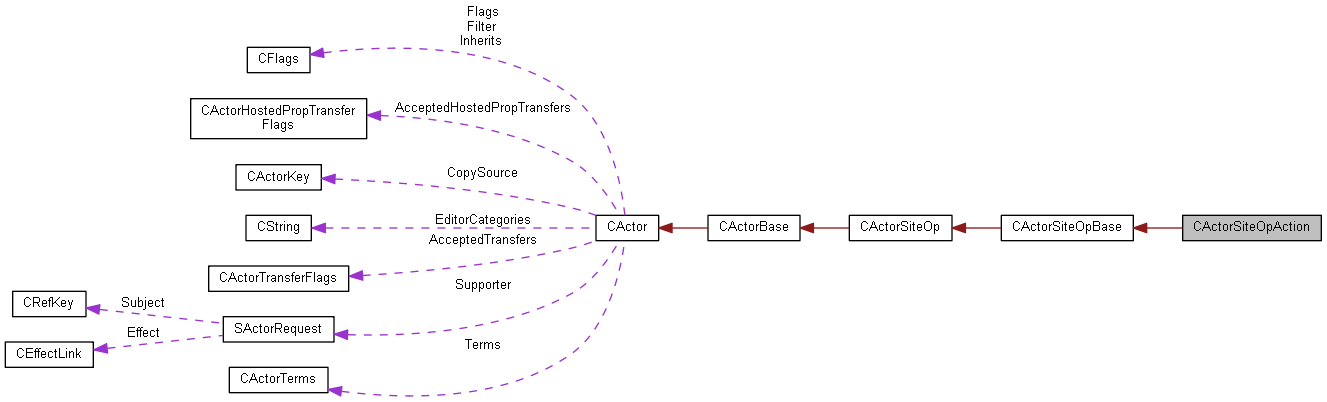 Flags
Filter
Inherits
CFlags
AcceptedHostedPropTransfers
CActorHostedPropTransfer
Flags
CopySource
CActorKey
EditorCategories
CString
CActor
CActorBase
CActorSiteOp
CActorSiteOpBase
CActorSiteOpAction
AcceptedTransfers
CActorTransferFlags
Supporter
CRefKey
Subject
SActorRequest
Effect
CEffectLink
Terms
CActorTerms